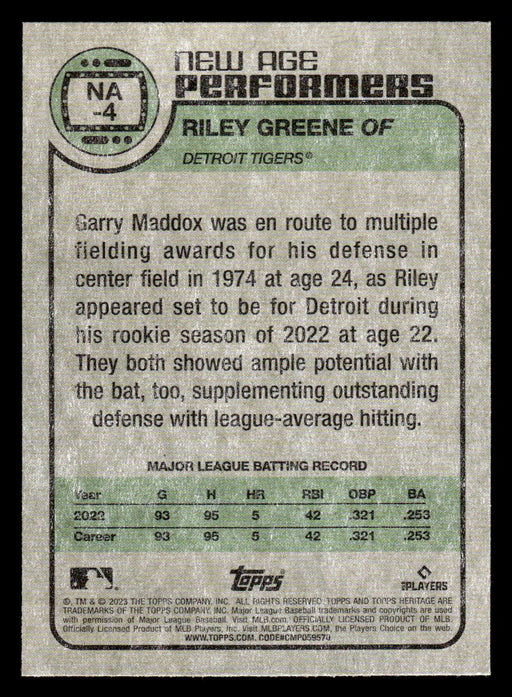 NA
-4
NEW AGE
PERFORMERS
RILEY GREENE OF
DETROIT TIGERS®
Garry Maddox was en route to multiple
fielding awards for his defense in
center field in 1974 at age 24, as Riley
appeared set to be for Detroit during
his rookie season of 2022 at age 22.
They both showed ample potential with
the bat, too, supplementing outstanding
defense with league-average hitting.
MAJOR LEAGUE BATTING RECORD
Year G H HR RBI OBP BA
2022 93 95 5 42 .321 .253
Career 93 95 5 42 .321 .253
Topps
PLAYERS
®, TM & © 2023 THE TOPPS COMPANY, INC. ALL RIGHTS RESERVED. TOPPS AND TOPPS HERITAGE ARE
TRADEMARKS OF THE TOPPS COMPANY, INC. Major League Baseball trademarks and copyrights are used
with permission of Major League Baseball. Visit MLB.com. OFFICIALLY LICENSED PRODUCT OF MLB.
Officially Licensed Product of MLB Players, Inc. Visit MLBPLAYERS.com, the Players Choice on the web.
WWW.TOPPS.COM. CODE#CMP059570